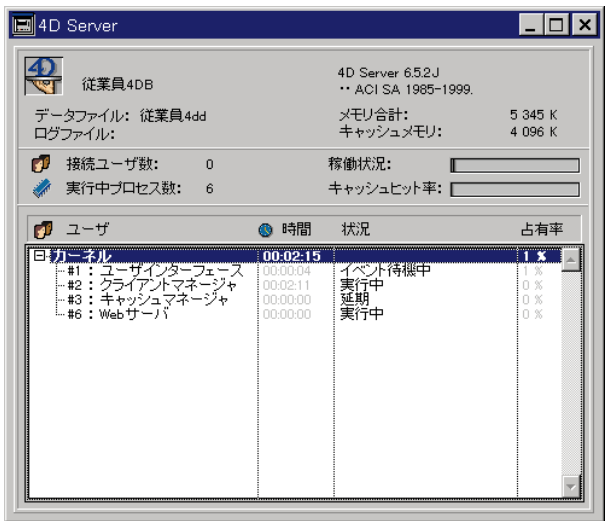 4D Server
4D
従業員4DB
4D Server 6.5.2J
•• ACI SA 1985-1999.
データファイル: 従業員4dd
メモリ合計: 5 345 K
ログファイル:
キャッシュメモリ: 4 096 K
接続ユーザ数: 0
稼働状況:
実行中プロセス数: 6
キャッシュヒット率:
ユーザ 時間 状況 占有率
カーネル 00:02:15 1 %
#1 : ユーザインターフェース 00:00:04 イベント待機中 1 %
#2 : クライアントマネージャ 00:02:11 実行中 0 %
#3 : キャッシュマネージャ 00:00:00 延期 0 %
#6 : Webサーバ 00:00:00 実行中 0 %